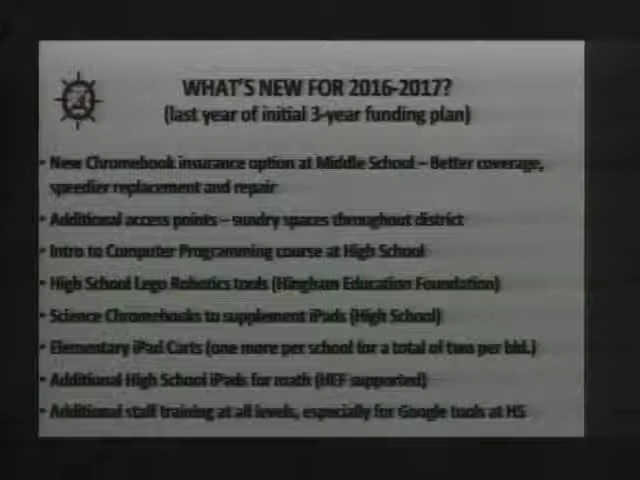 WHAT'S NEW FOR 2016-2017?
(last year of initial 3-year funding plan)
• New Chromebook insurance option at Middle School – Better coverage,
speedier replacement and repair
• Additional access points – sundry spaces throughout district
• Intro to Computer Programming course at High School
• High School Lego Robotics tools (Hingham Education Foundation)
• Science Chromebooks to supplement iPads (High School)
• Elementary iPad Carts (one more per school for a total of two per bld.)
• Additional High School iPads for math (HEF supported)
• Additional staff training at all levels, especially for Google tools at HS